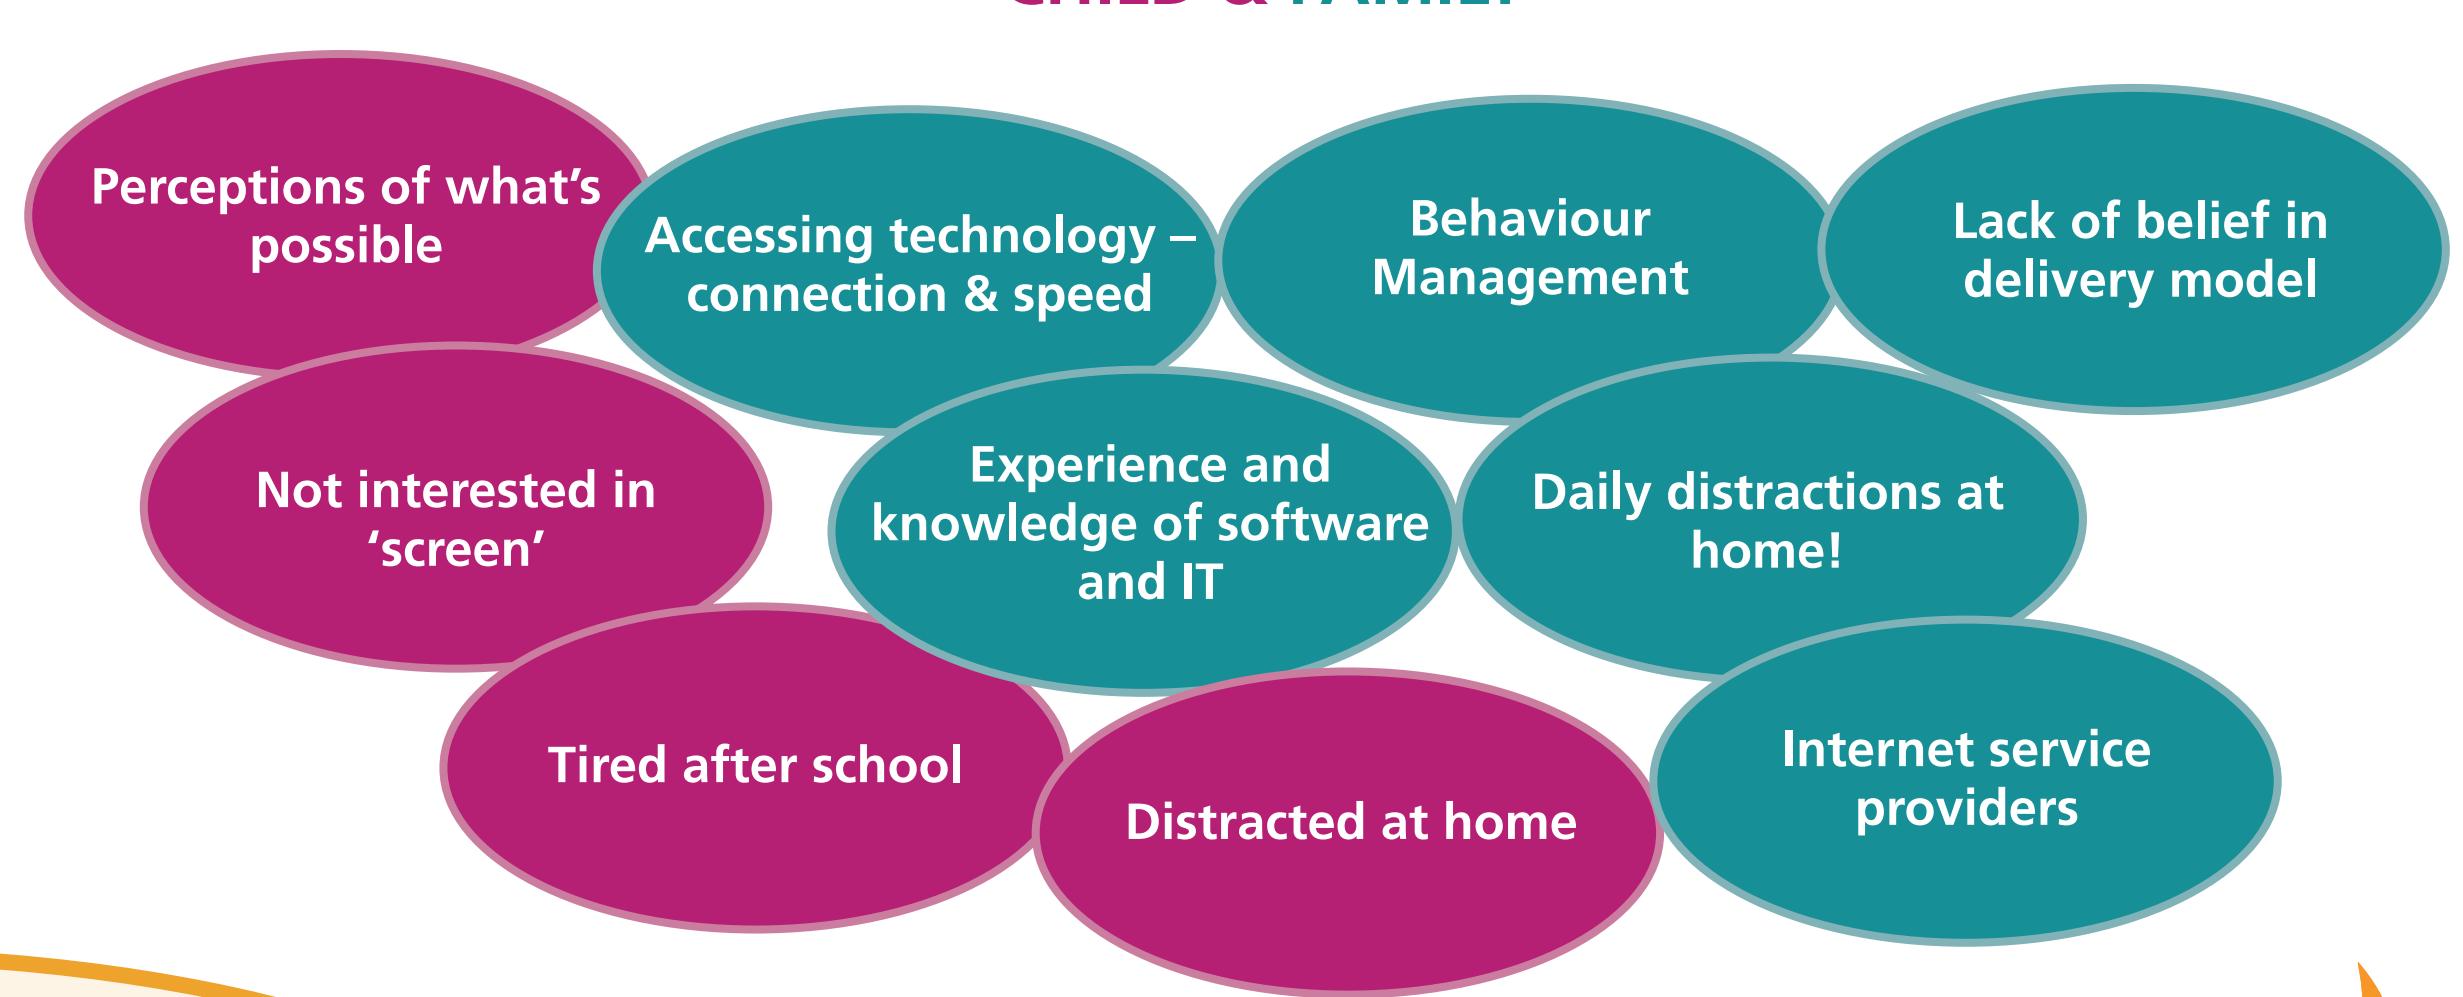 CHILD & FAMILY
Perceptions of what’s
possible
Accessing technology –
connection & speed
Behaviour
Management
Lack of belief in
delivery model
Not interested in
‘screen’
Experience and
knowledge of software
and IT
Daily distractions at
home!
Tired after school
Distracted at home
Internet service
providers